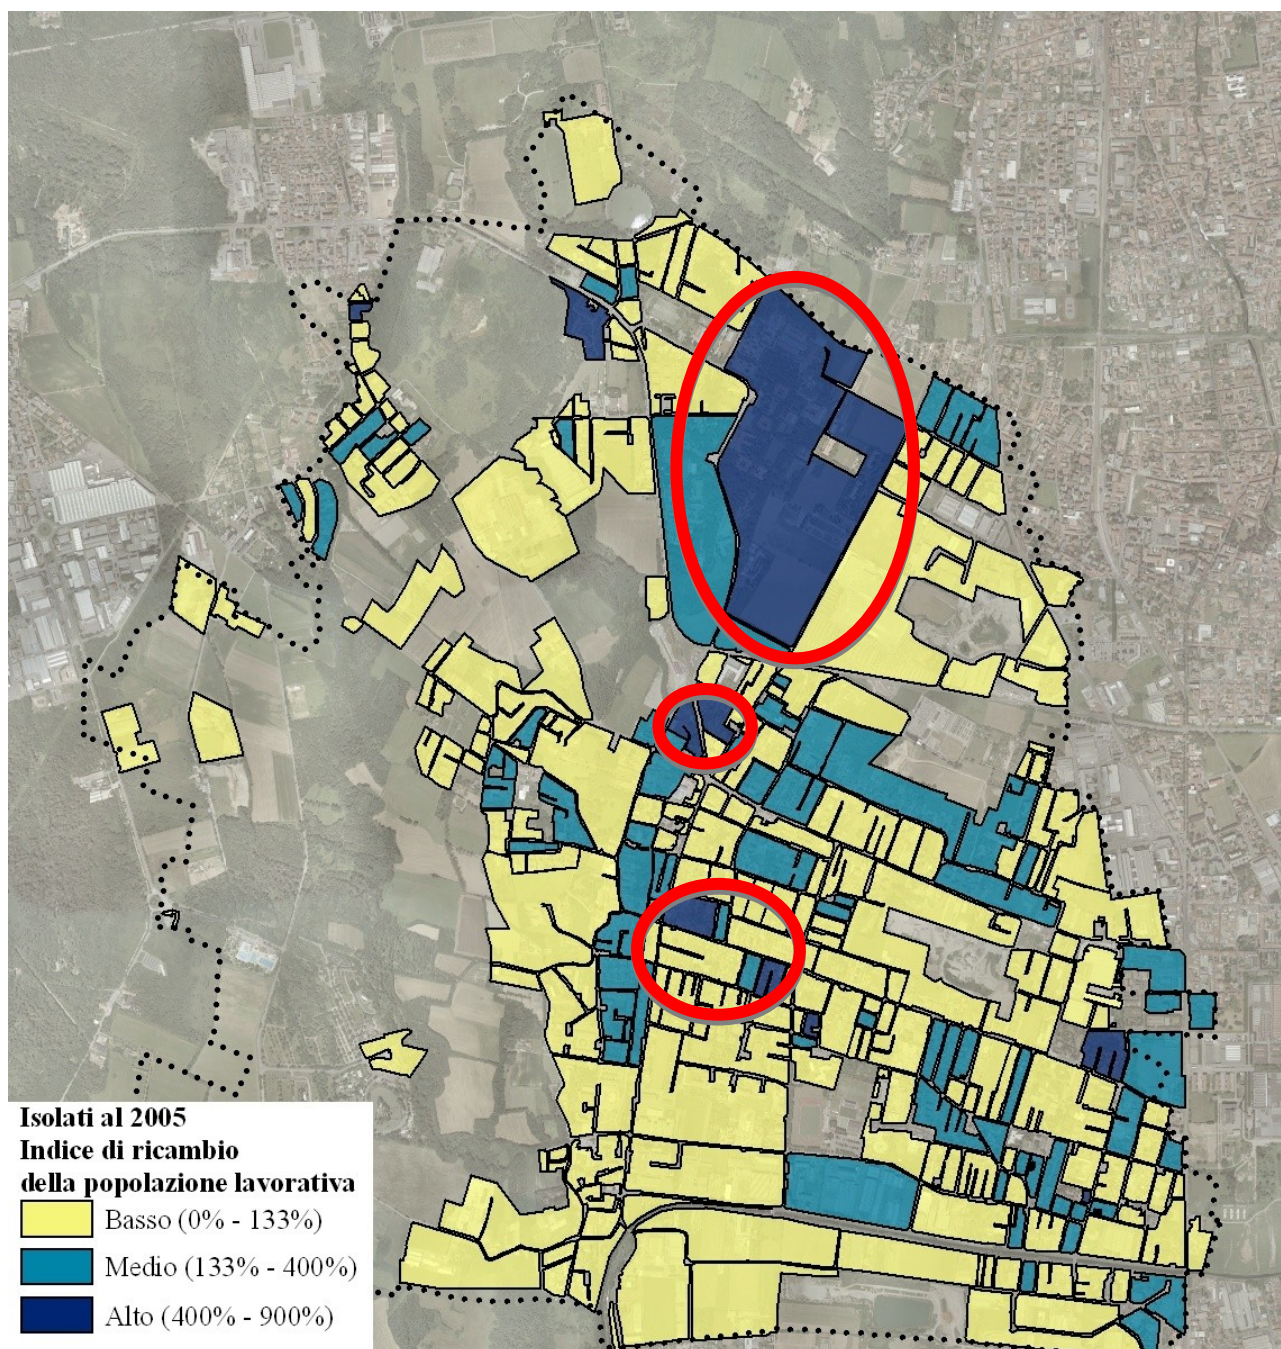 Isolati al 2005
Indice di ricambio
della popolazione lavorativa
Basso (0% - 133%)
Medio (133% - 400%)
Alto (400% - 900%)